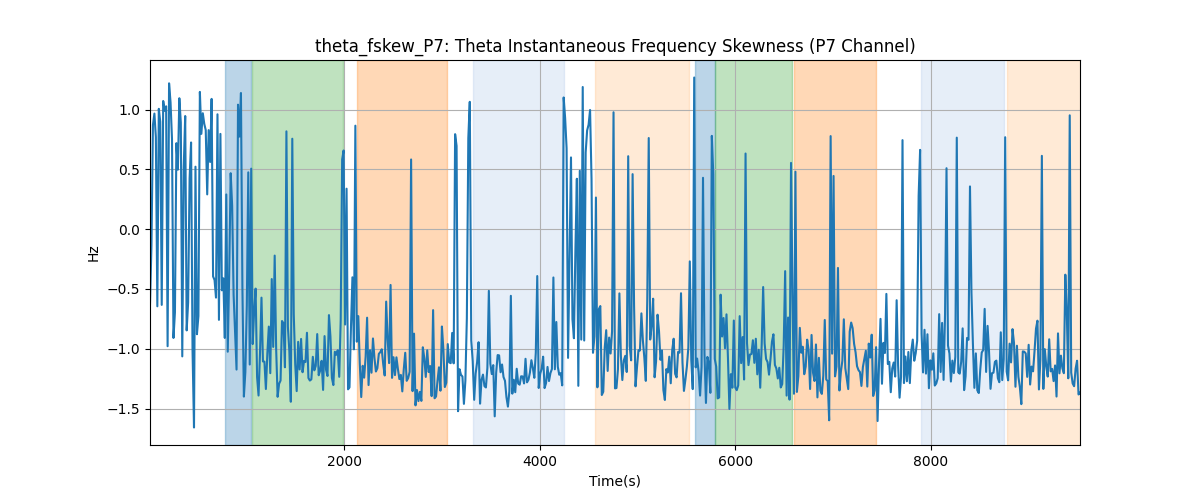 theta_fskew_P7: Theta Instantaneous Frequency Skewness (P7 Channel)
1.0
0.5
0.0
−0.5
−1.0
−1.5
Hz
2000 4000 6000 8000
Time(s)